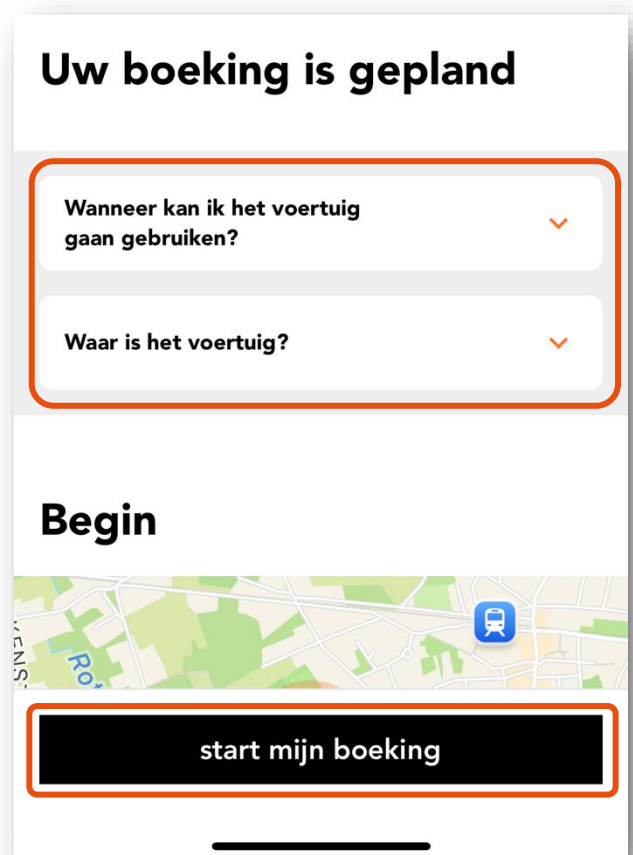 Uw boeking is gepland
Wanneer kan ik het voertuig
gaan gebruiken?
Waar is het voertuig?
Begin
Rot
start mijn boeking